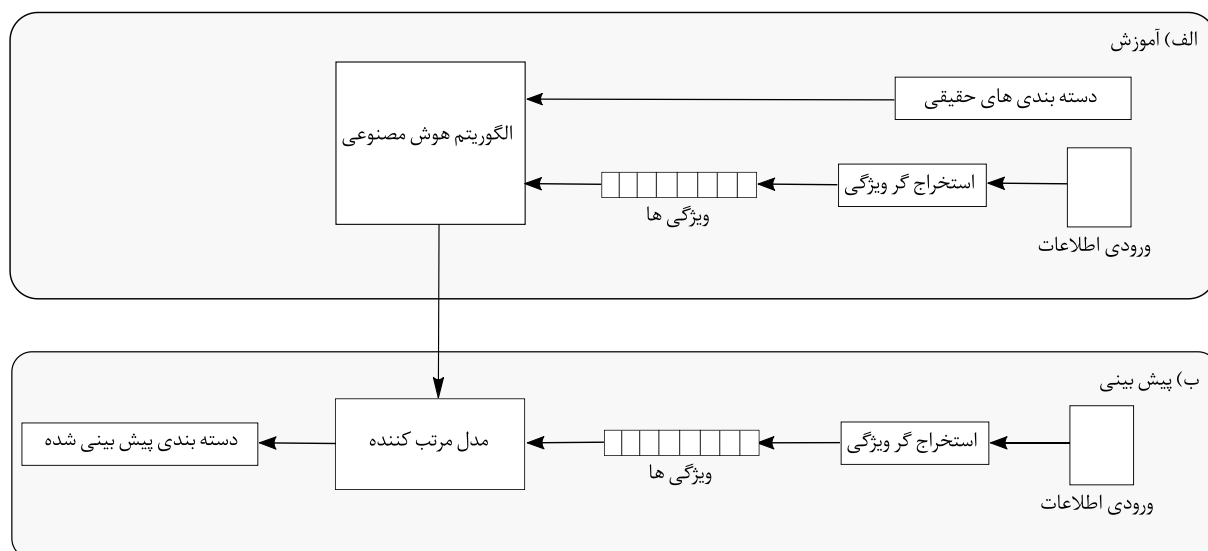 الف) آموزش
دسته بندی های حقیقی
الگوریتم هوش مصنوعی
استخراج گر ویژگی
ویژگی ها
ورودی اطلاعات
ب) پیش بینی
استخراج گر ویژگی
مدل مرتب کننده
دسته بندی پیش بینی شده
ویژگی ها
ورودی اطلاعات